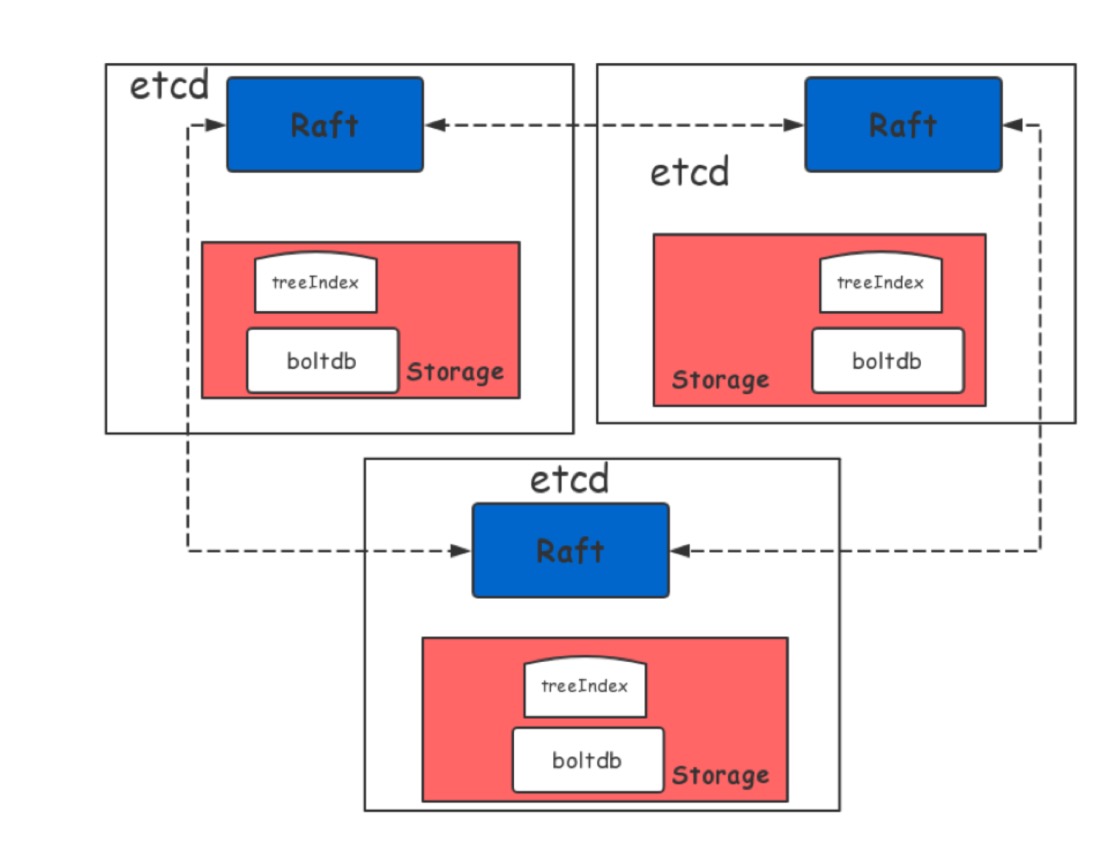 etcd
Raft
treeIndex
boltdb
Storage
Raft
etcd
treeIndex
boltdb
Storage
etcd
Raft
treeIndex
boltdb
Storage